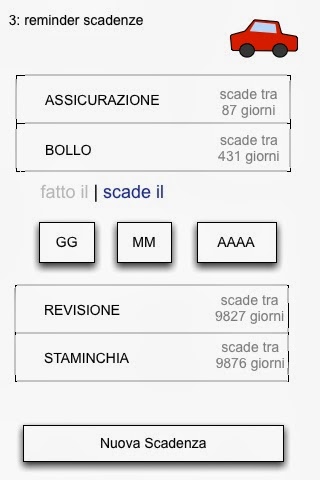 3: reminder scadenze
ASSICURAZIONE
scade tra
87 giorni
BOLLO
scade tra
431 giorni
fatto il | scade il
GG MM AAAA
REVISIONE
scade tra
9827 giorni
STAMINCHIA
scade tra
9876 giorni
Nuova Scadenza